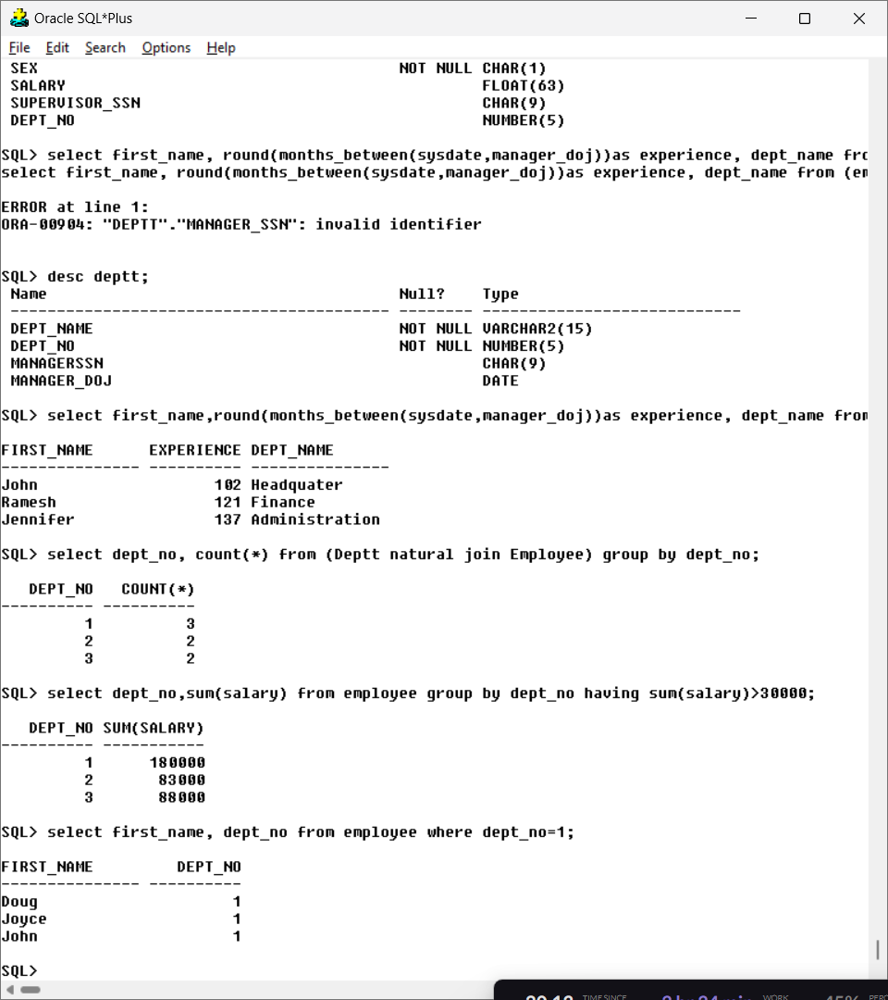 Oracle SQL*Plus
File Edit Search Options Help
SEX NOT NULL CHAR(1)
SALARY FLOAT(63)
SUPERVISOR_SSN CHAR(9)
DEPT_NO NUMBER(5)
SQL> select first_name, round(months_between(sysdate,manager_doj))as experience, dept_name
select first_name, round(months_between(sysdate,manager_doj))as experience, dept_name from
ERROR at line 1:
ORA-00904: "DEPTT"."MANAGER_SSN": invalid identifier
SQL> desc deptt;
Name Null? Type
----------------------------------------- -------- ----------------------------
DEPT_NAME NOT NULL VARCHAR2(15)
DEPT_NO NOT NULL NUMBER(5)
MANAGERSSN CHAR(9)
MANAGER_DOJ DATE
SQL> select first_name,round(months_between(sysdate,manager_doj))as experience, dept_name from
FIRST_NAME EXPERIENCE DEPT_NAME
--------------- ---------- ---------------
John 102 Headquater
Ramesh 121 Finance
Jennifer 137 Administration
SQL> select dept_no, count(*) from (Deptt natural join Employee) group by dept_no;
DEPT_NO COUNT(*)
---------- ----------
1 3
2 2
3 2
SQL> select dept_no,sum(salary) from employee group by dept_no having sum(salary)>30000;
DEPT_NO SUM(SALARY)
---------- -----------
1 180000
2 83000
3 88000
SQL> select first_name, dept_no from employee where dept_no=1;
FIRST_NAME DEPT_NO
--------------- ----------
Doug 1
Joyce 1
John 1
SQL>
TIME SINCE WORK